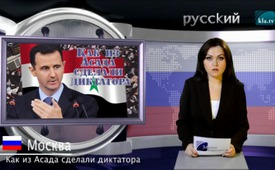 русский
kla.tv
КАК ИЗ
АСАДА
СДЕЛАЛИ
ДИКТАТОРА
Москва
Как из Асада сделали диктатора